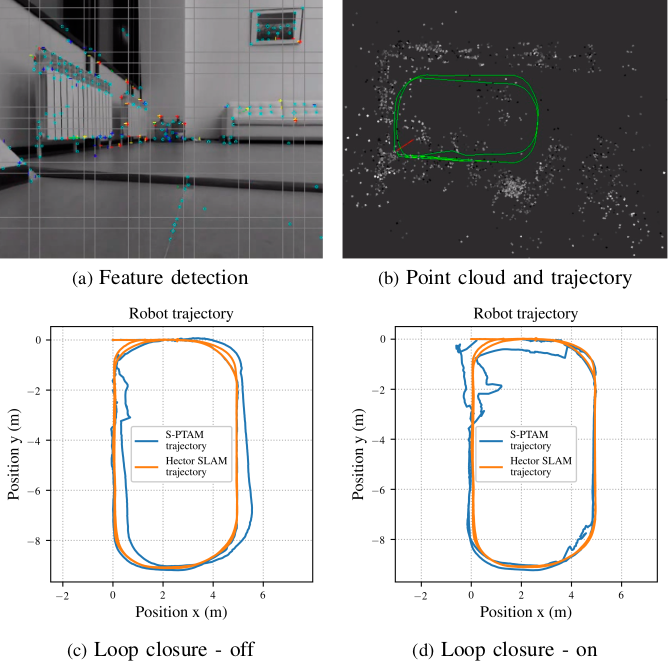 (a) Feature detection
(b) Point cloud and trajectory
Robot trajectory
0
−2
−4
−6
−8
Position y (m)
S-PTAM
trajectory
Hector SLAM
trajectory
−2
0
2
4
6
Position x (m)
(c) Loop closure - off
Robot trajectory
0
−2
−4
−6
−8
Position y (m)
S-PTAM
trajectory
Hector SLAM
trajectory
−2
0
2
4
6
Position x (m)
(d) Loop closure - on